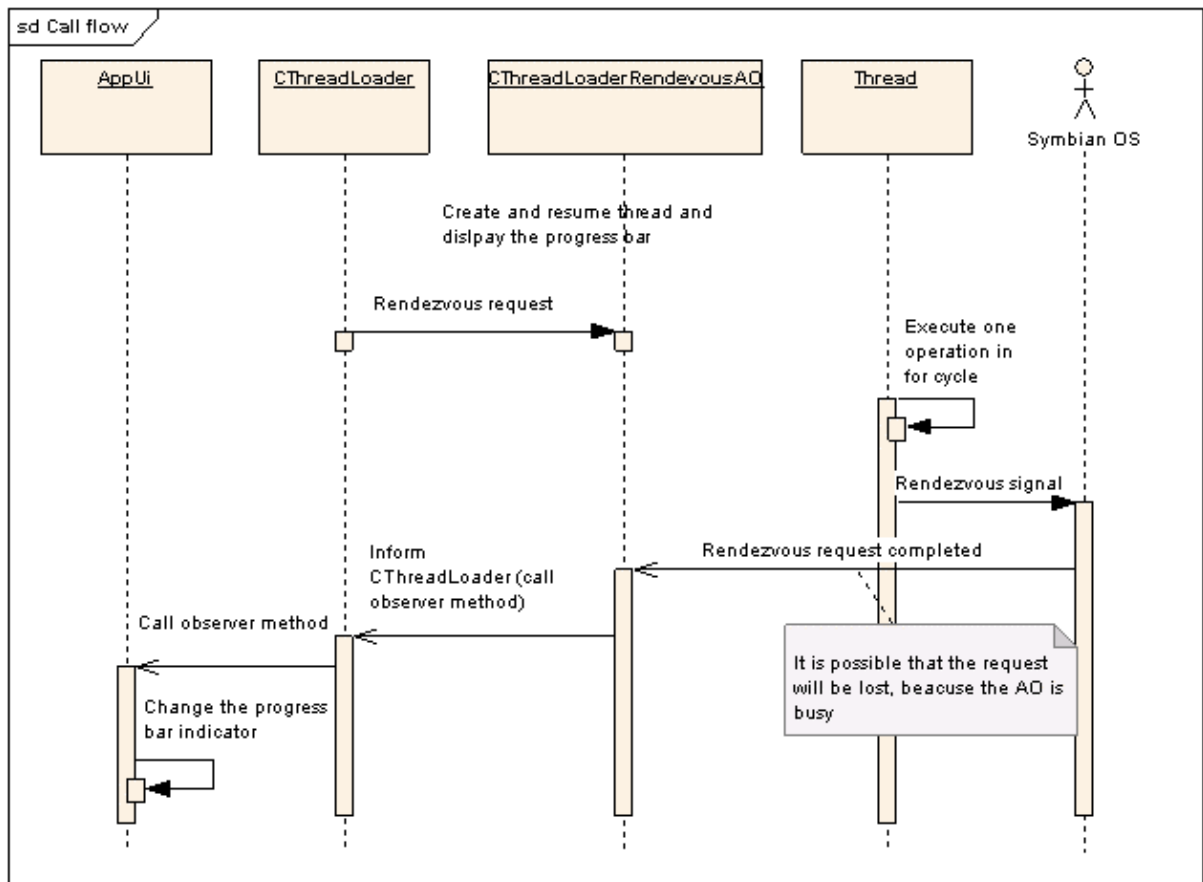 sd Call flow
AppUi
CThreadLoader
CThreadLoaderRendevousAO
Thread
Symbian OS
Create and resume thread and
dislpay the progress bar
Rendezvous request
Execute one
operation in
for cycle
Rendezvous signal
Rendezvous request completed
Inform
CThreadLoader (call
observer method)
Call observer method
It is possible that the request
will be lost, beacuse the AO is
busy
Change the progress
bar indicator